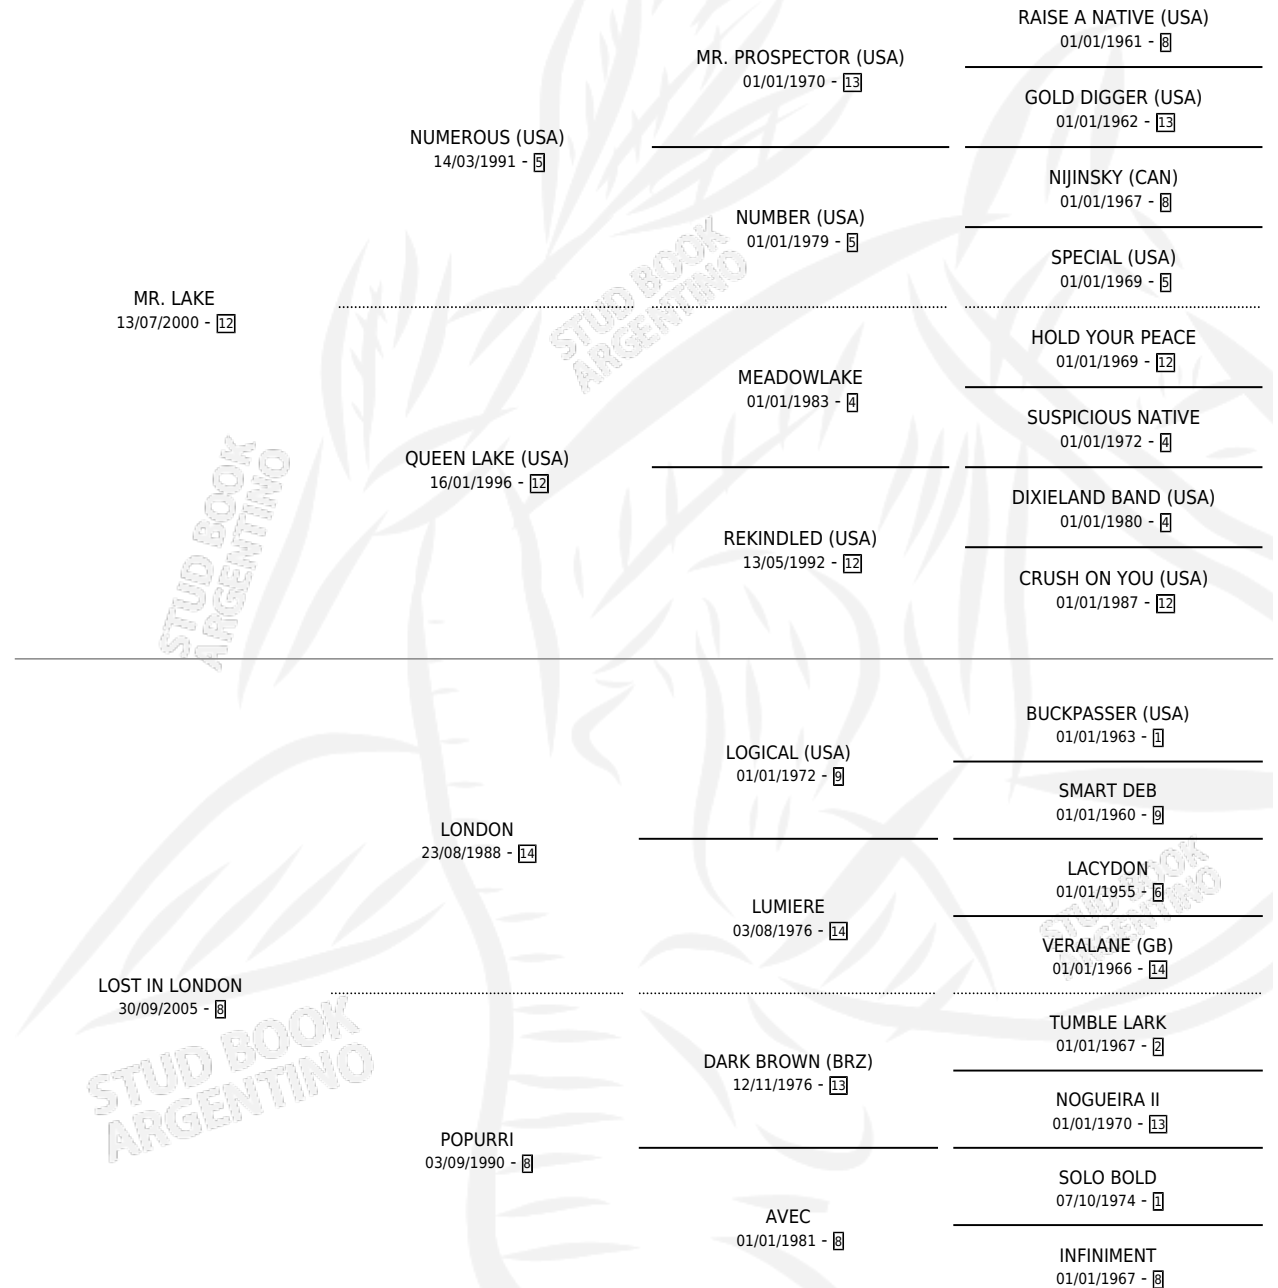 RAISE A NATIVE (USA)
01/01/1961 - 8
MR. PROSPECTOR (USA)
01/01/1970 - 13
GOLD DIGGER (USA)
01/01/1962 - 13
NUMEROUS (USA)
14/03/1991 - 5
NIJINSKY (CAN)
01/01/1967 - 8
NUMBER (USA)
01/01/1979 - 5
SPECIAL (USA)
01/01/1969 - 5
MR. LAKE
13/07/2000 - 12
HOLD YOUR PEACE
01/01/1969 - 12
MEADOWLAKE
01/01/1983 - 4
SUSPICIOUS NATIVE
01/01/1972 - 4
QUEEN LAKE (USA)
16/01/1996 - 12
DIXIELAND BAND (USA)
01/01/1980 - 4
REKINDLED (USA)
13/05/1992 - 12
CRUSH ON YOU (USA)
01/01/1987 - 12
BUCKPASSER (USA)
01/01/1963 - 1
LOGICAL (USA)
01/01/1972 - 9
SMART DEB
01/01/1960 - 9
LONDON
23/08/1988 - 14
LACYDON
01/01/1955 - 6
LUMIERE
03/08/1976 - 14
VERALANE (GB)
01/01/1966 - 14
LOST IN LONDON
30/09/2005 - 8
TUMBLE LARK
01/01/1967 - 2
DARK BROWN (BRZ)
12/11/1976 - 13
NOGUEIRA II
01/01/1970 - 13
POPURRI
03/09/1990 - 8
SOLO BOLD
07/10/1974 - 1
AVEC
01/01/1981 - 8
INFINIMENT
01/01/1967 - 8
STUD BOOK
ARGENTINO
STUD BOOK
ARGENTINO
STUD BOOK
ARGENTINO
STUD BOOK
ARGENTINO